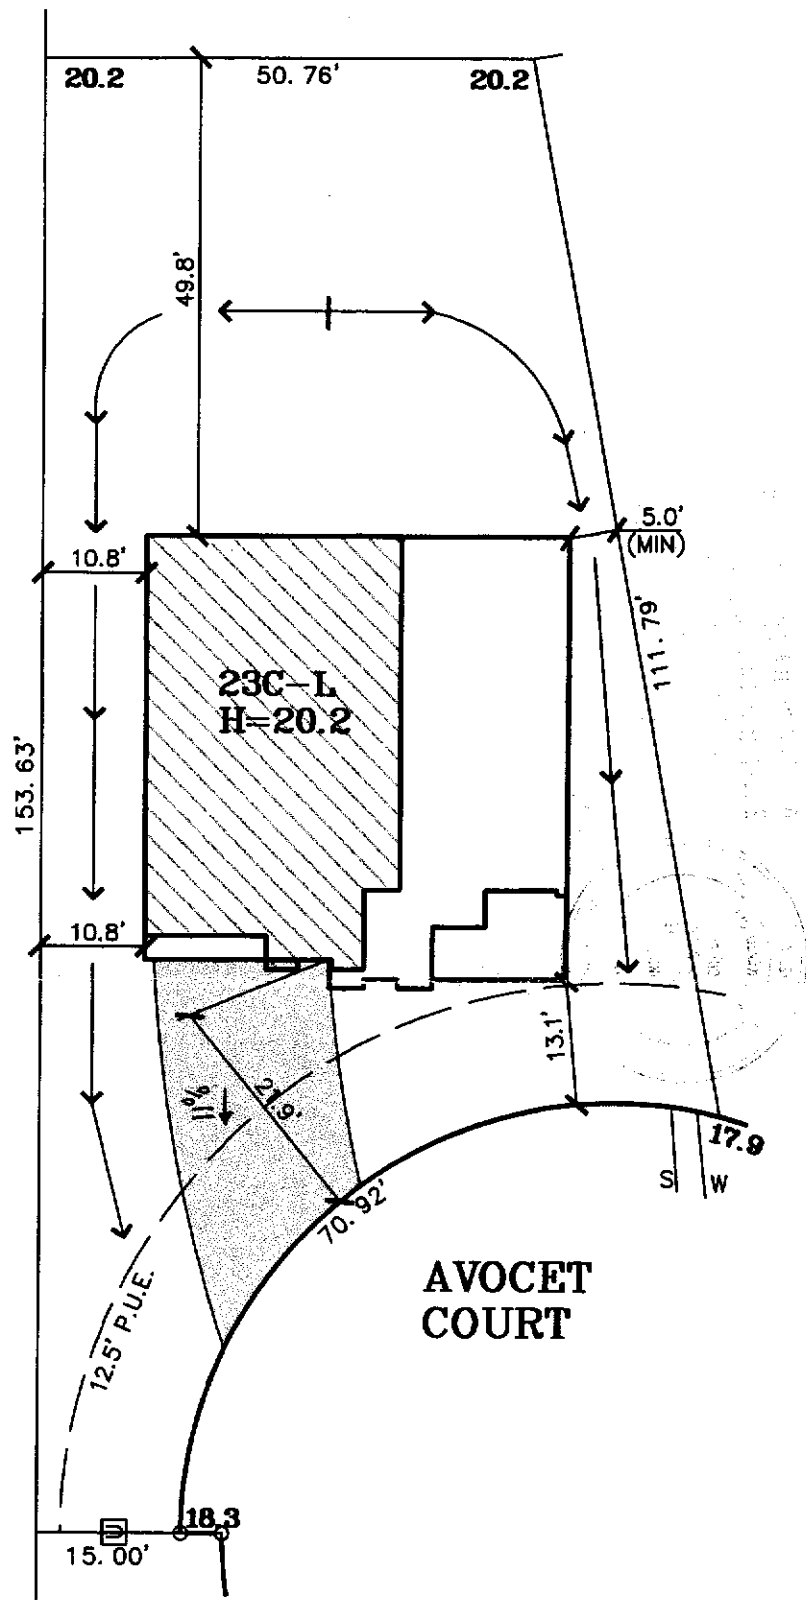 20.2
50.76'
20.2
49.8'
5.0'
(MIN)
10.8'
111.79'
23C-L
H=20.2
153.63'
10.8'
13.1'
11%
21.9'
17.9
S
W
70.92'
AVOCET
COURT
12.5' P.U.E.
18.3
U
15.00'